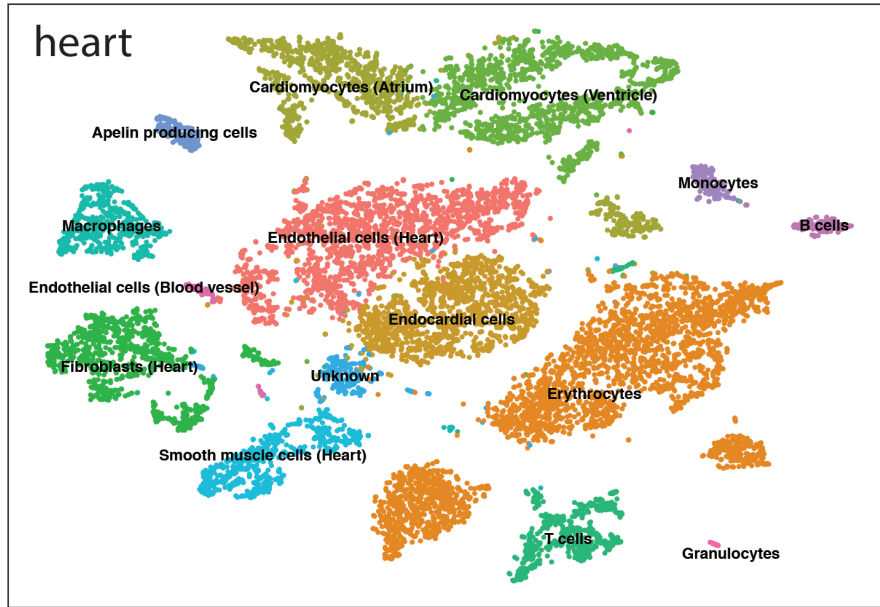 heart
Cardiomyocytes (Atrium)
Cardiomyocytes (Ventricle)
Apelin producing cells
Monocytes
Macrophages
B cells
Endothelial cells (Heart)
Endothelial cells (Blood vessel)
Endocardial cells
Fibroblasts (Heart)
Unknown
Erythrocytes
Smooth muscle cells (Heart)
T cells
Granulocytes